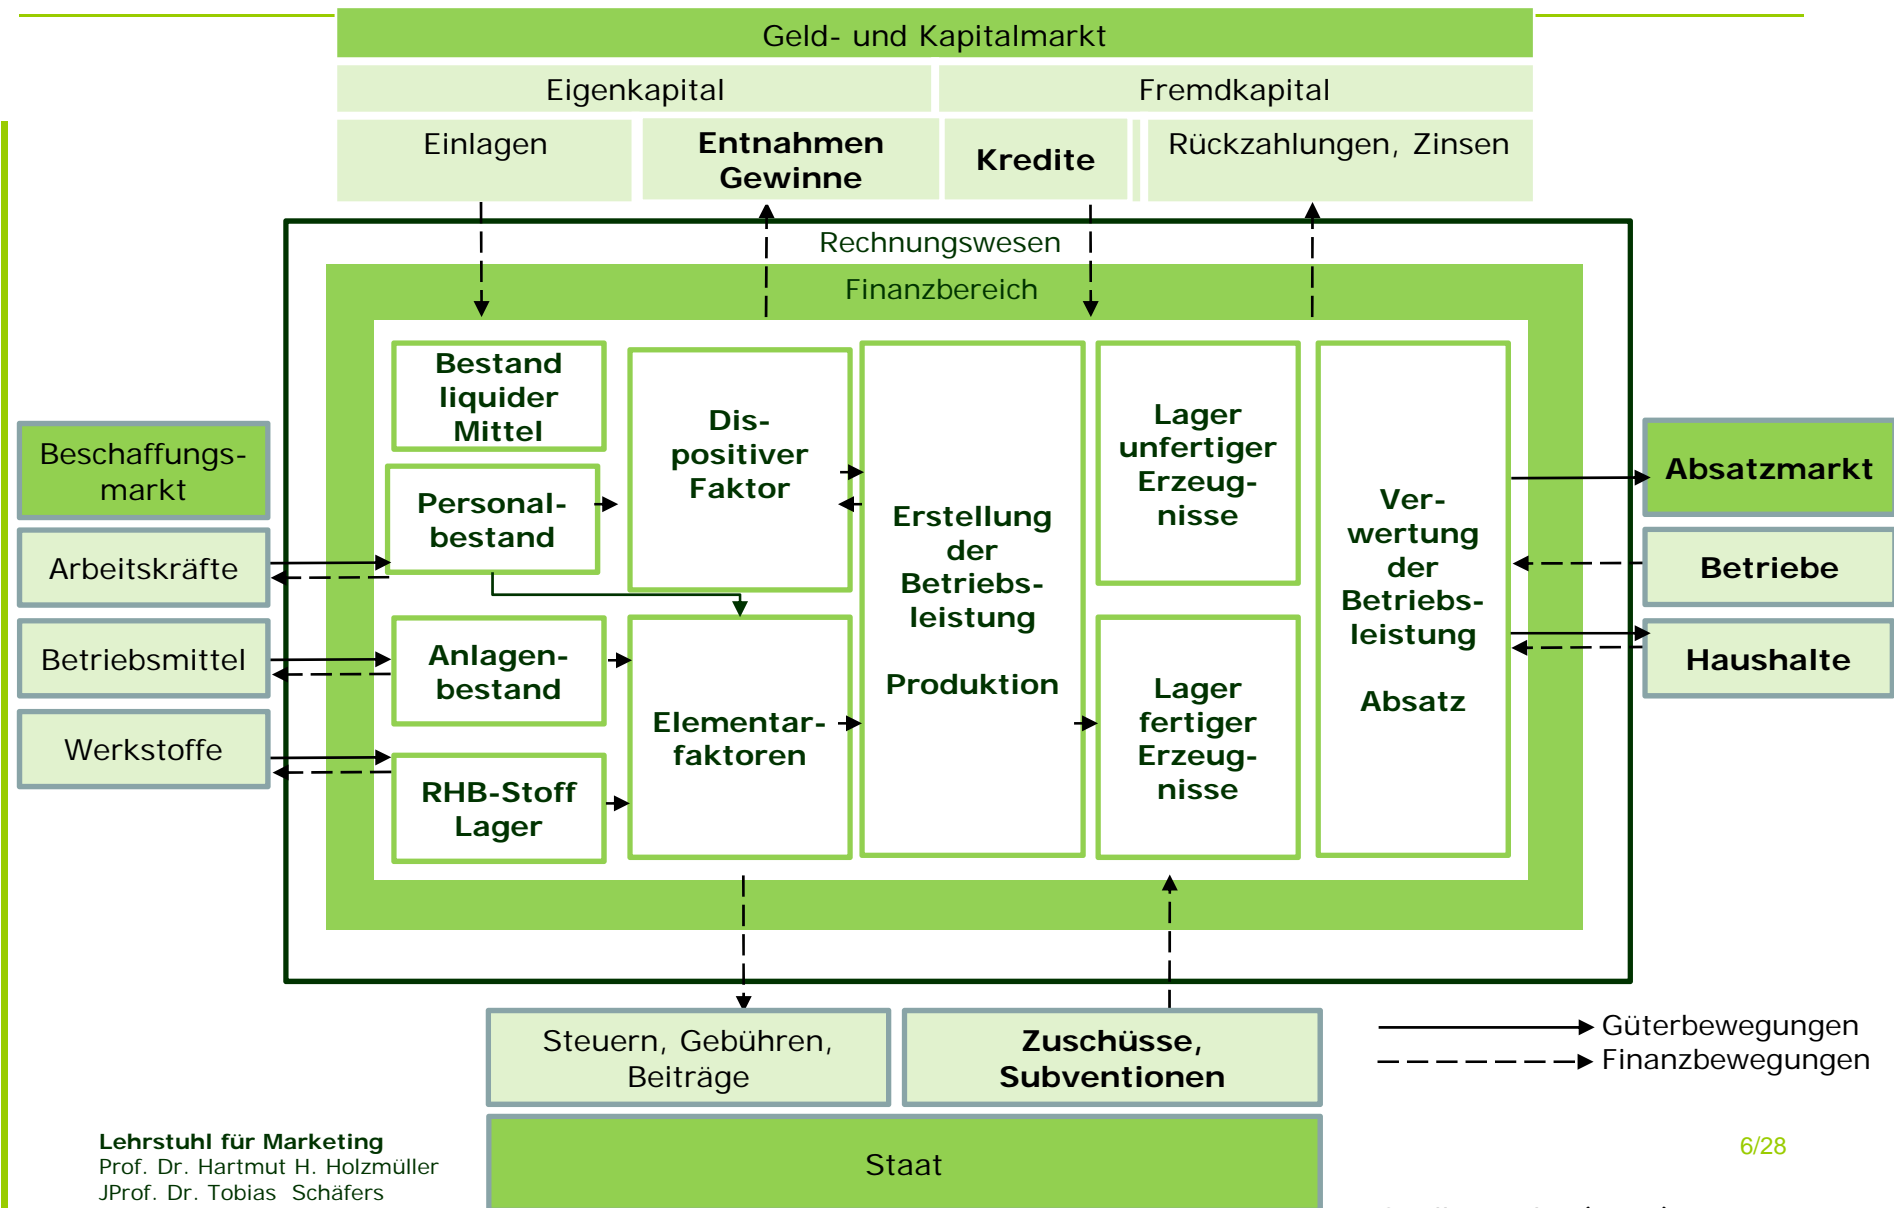 Geld- und Kapitalmarkt
Eigenkapital
Fremdkapital
Einlagen
Entnahmen
Gewinne
Kredite
Rückzahlungen, Zinsen
Rechnungswesen
Finanzbereich
Beschaffungs-
markt
Arbeitskräfte
Betriebsmittel
Werkstoffe
Bestand
liquider
Mittel
Personal-
bestand
Anlagen-
bestand
RHB-Stoff
Lager
Dis-
positiver
Faktor
Elementar-
faktoren
Erstellung
der
Betriebs-
leistung
Produktion
Lager
unfertiger
Erzeug-
nisse
Lager
fertiger
Erzeug-
nisse
Ver-
wertung
der
Betriebs-
leistung
Absatz
Absatzmarkt
Betriebe
Haushalte
Steuern, Gebühren,
Beiträge
Zuschüsse,
Subventionen
Staat
Güterbewegungen
Finanzbewegungen
Lehrstuhl für Marketing
Prof. Dr. Hartmut H. Holzmüller
JProf. Dr. Tobias Schäfers
6/28